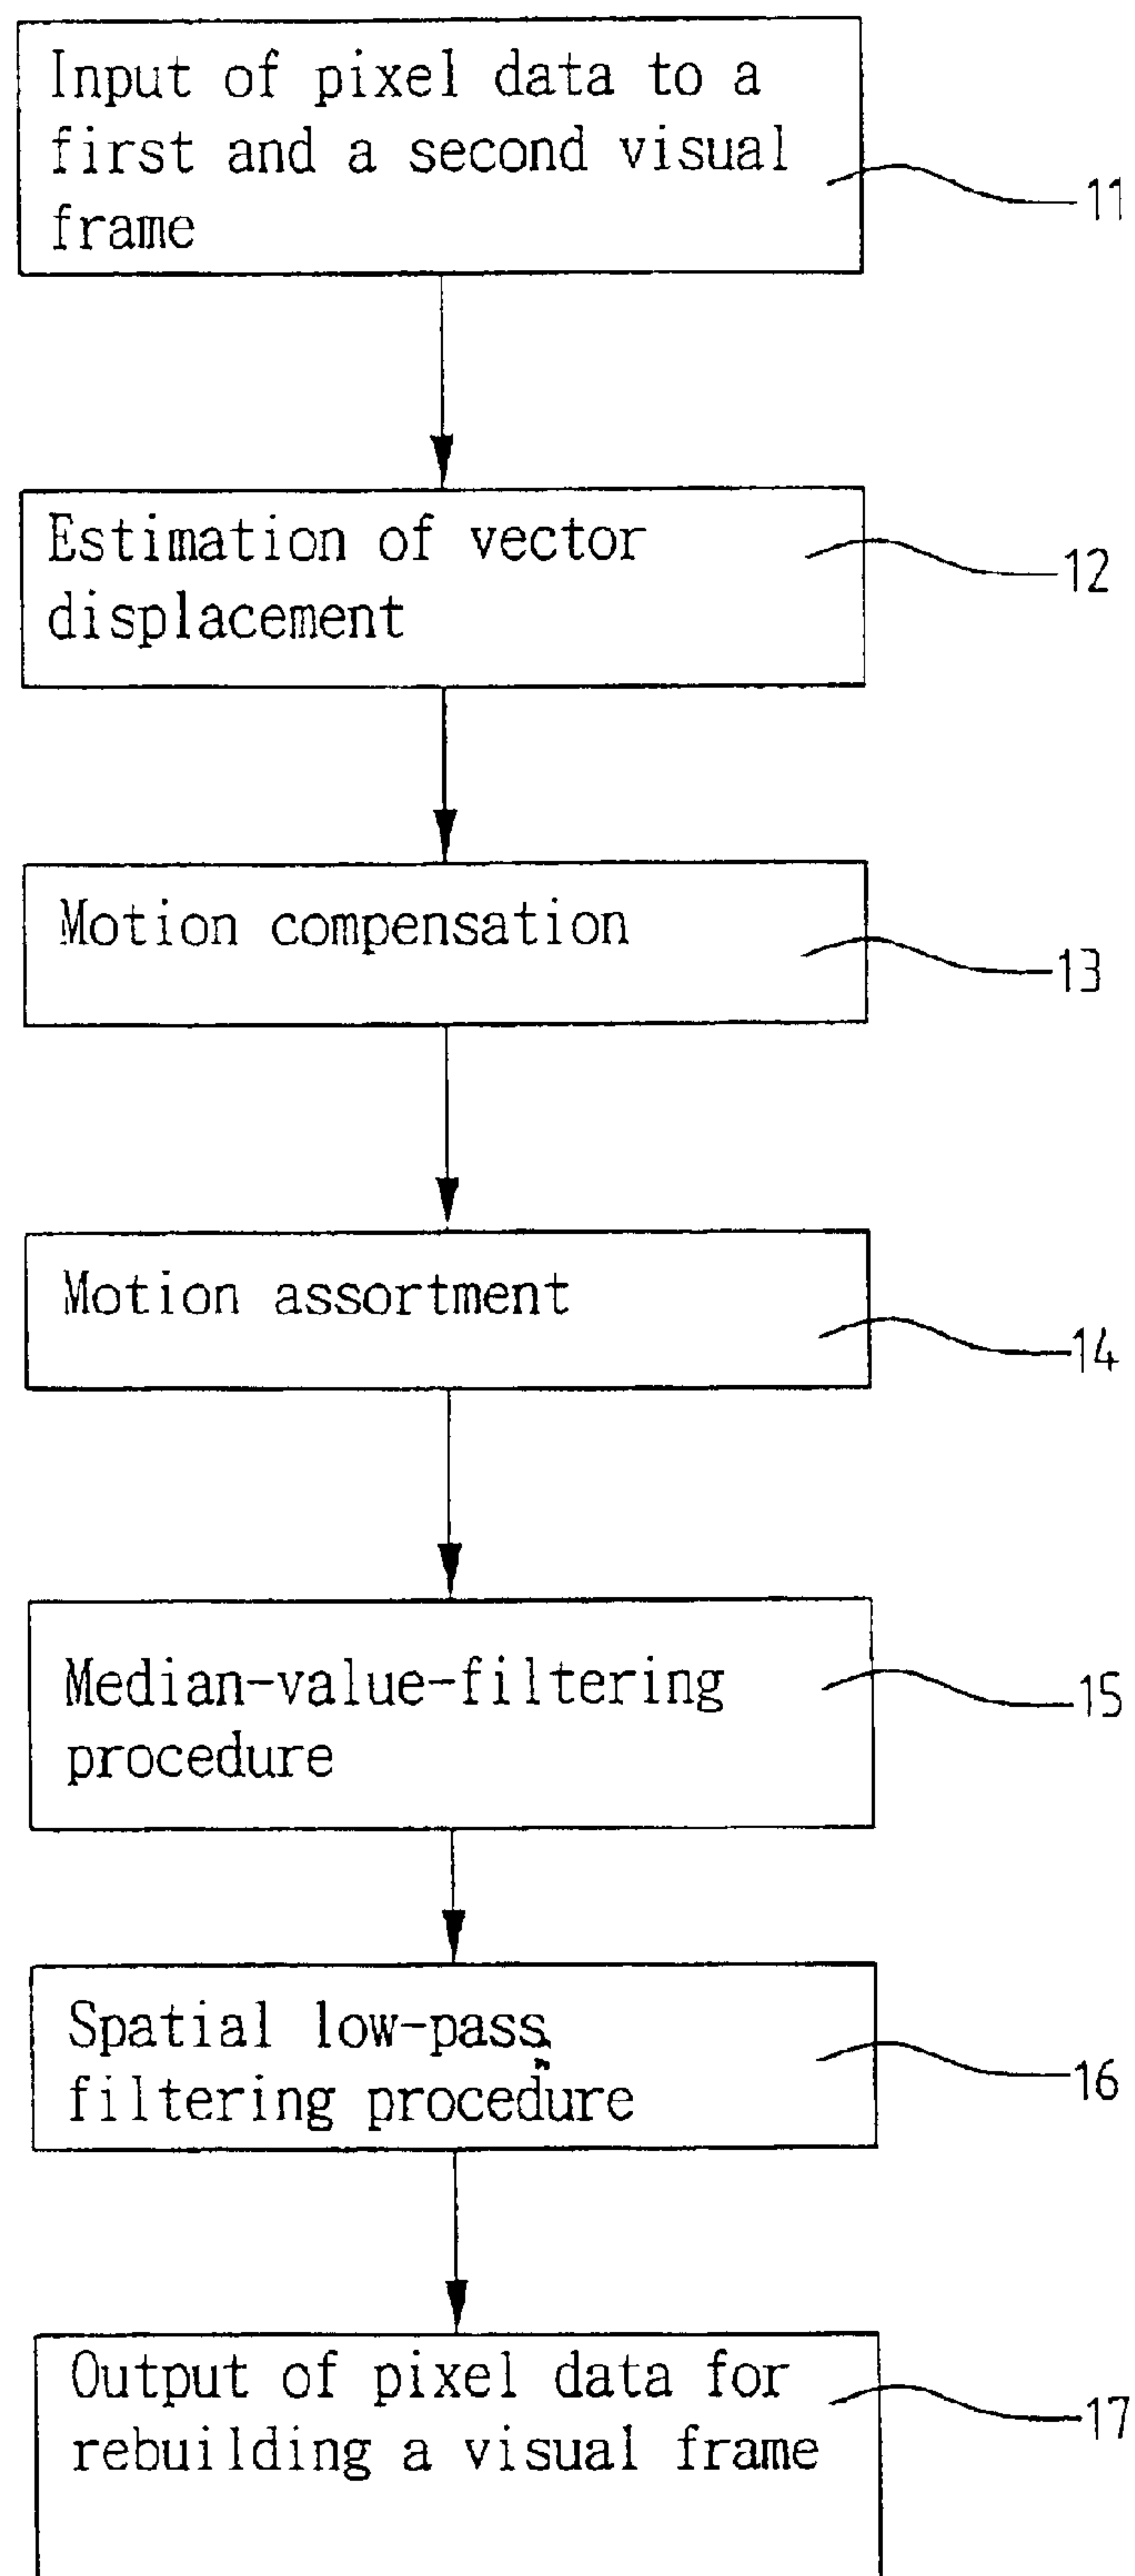 Input of pixel data to a
first and a second visual
frame
11
Estimation of vector
displacement
12
Motion compensation
13
Motion assortment
14
Median-value-filtering
procedure
15
Spatial low-pass
filtering procedure
16
Output of pixel data for
rebuilding a visual frame
17